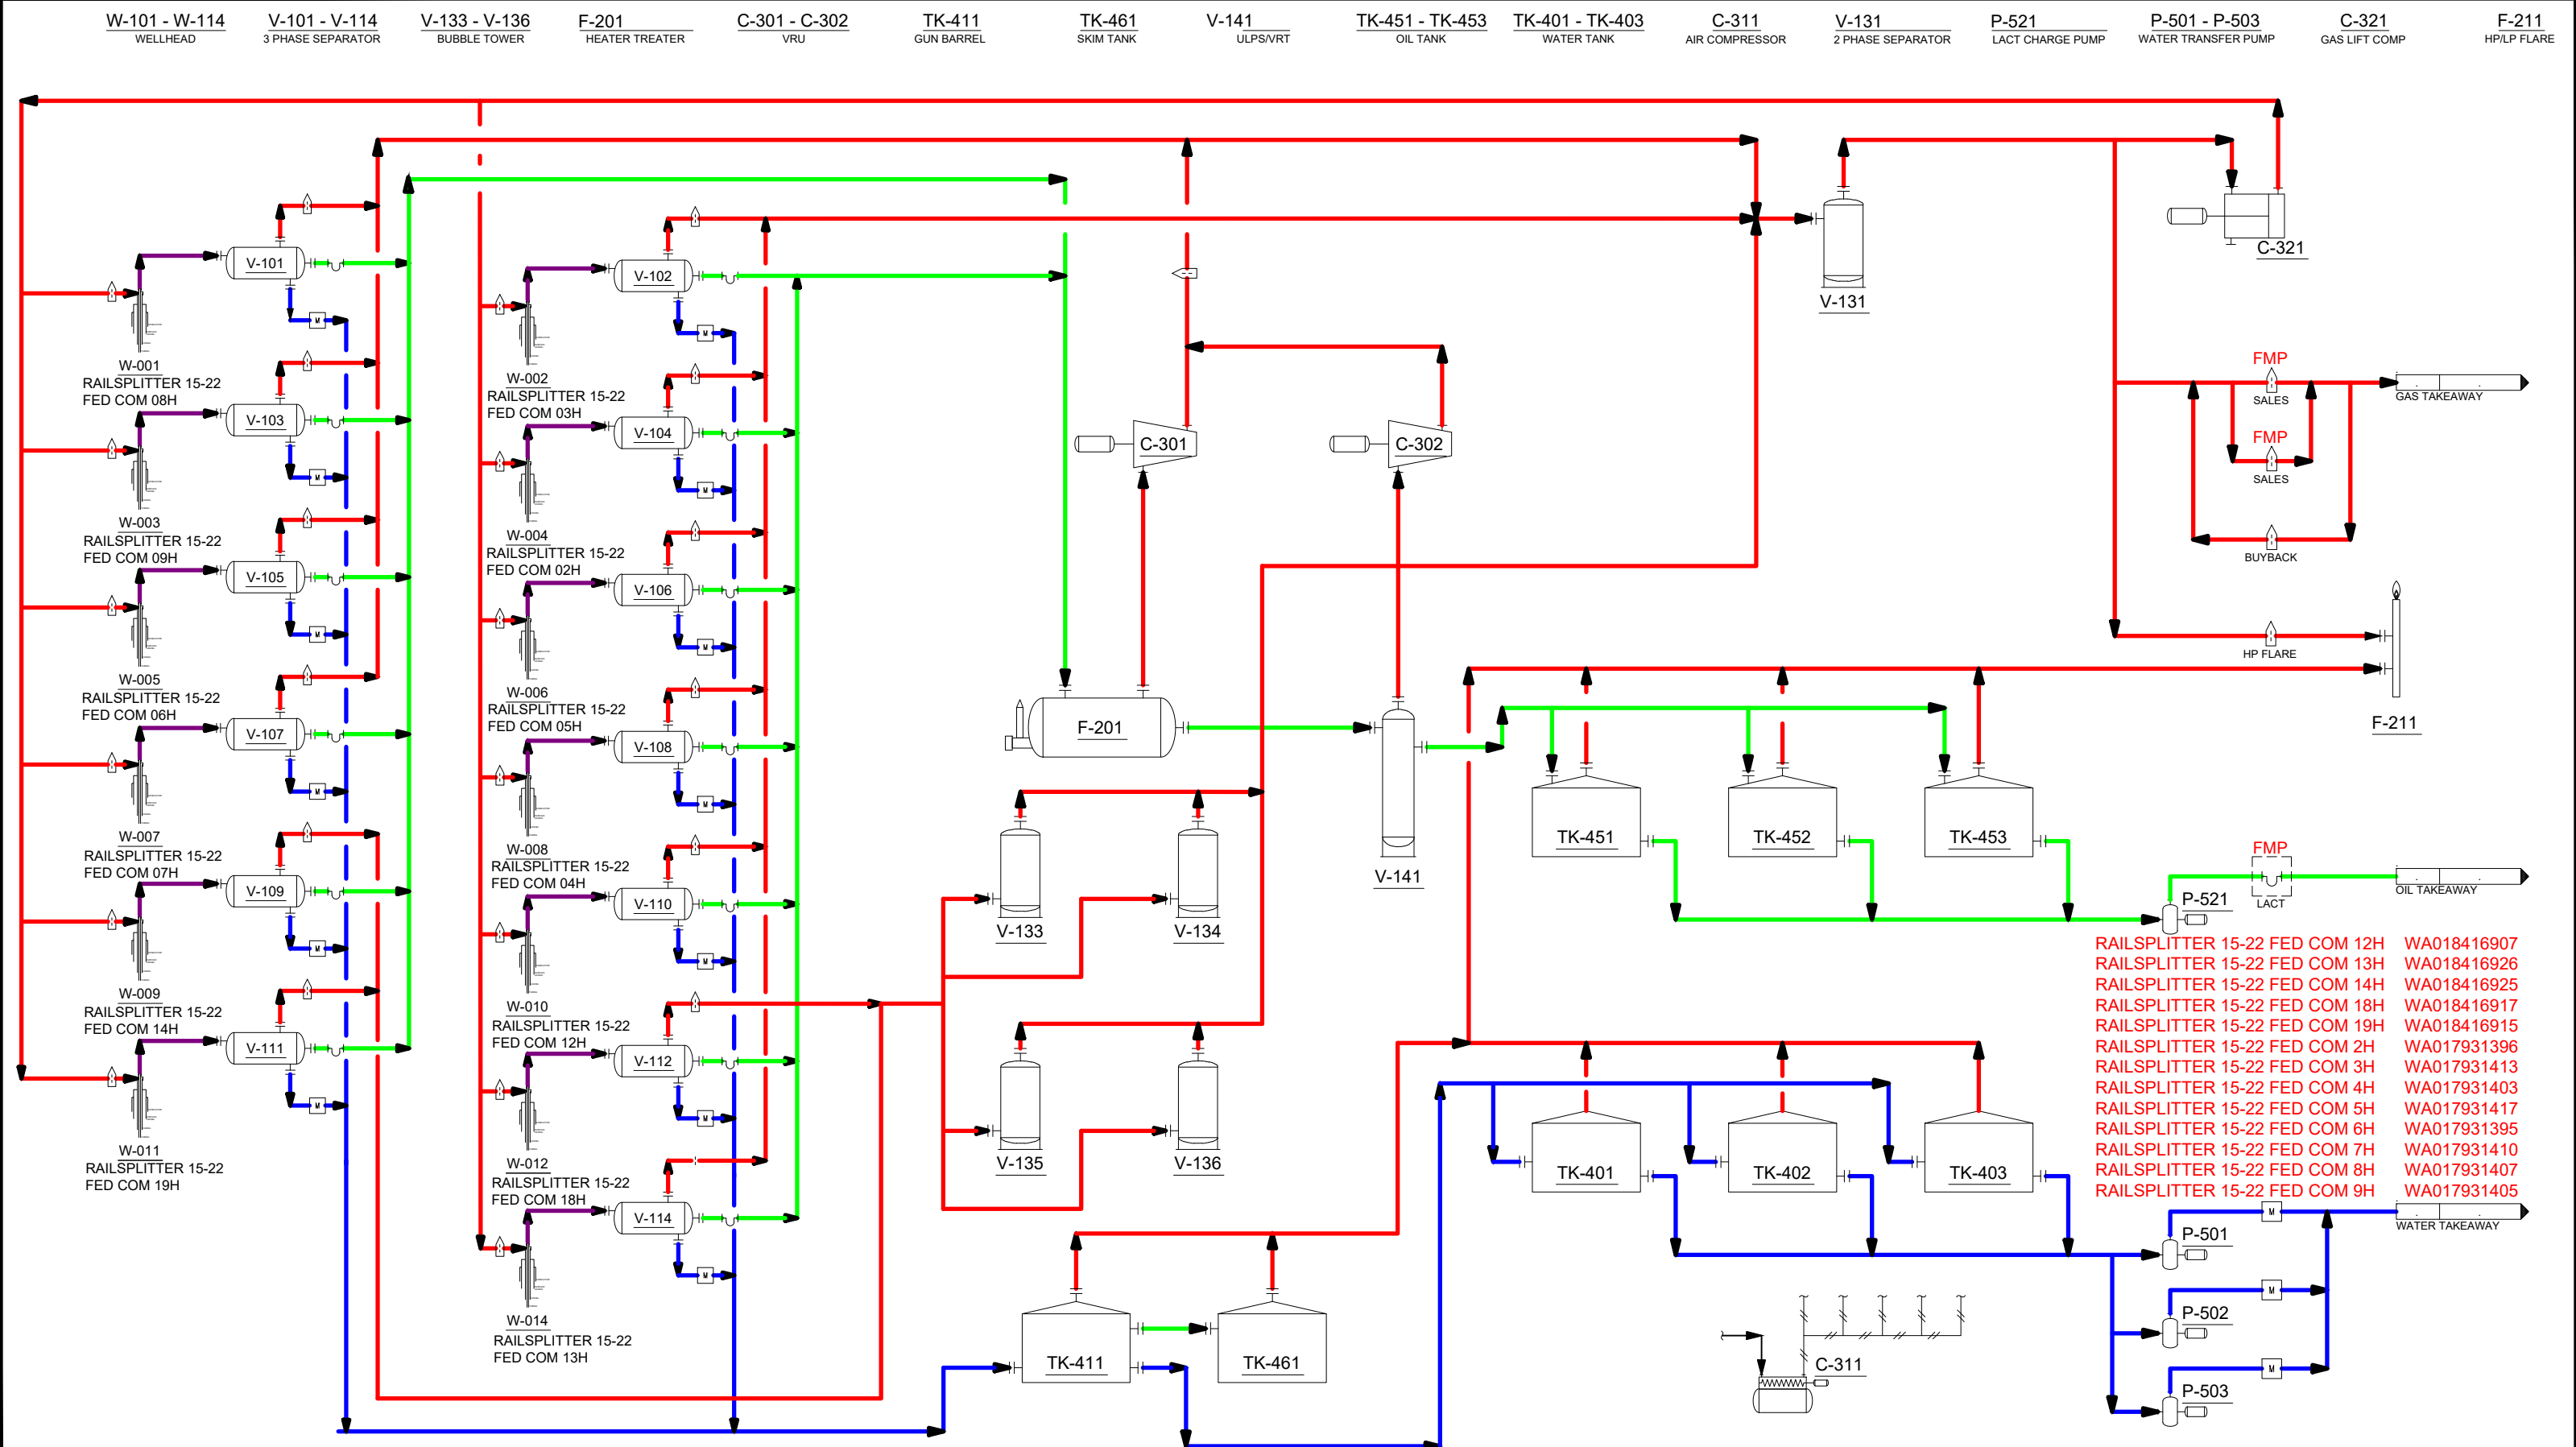 W-101 - W-114
WELLHEAD
V-101 - V-114
3 PHASE SEPARATOR
V-133 - V-136
BUBBLE TOWER
F-201
HEATER TREATER
C-301 - C-302
VRU
TK-411
GUN BARREL
TK-461
SKIM TANK
V-141
ULPS/VRT
TK-451 - TK-453
OIL TANK
TK-401 - TK-403
WATER TANK
C-311
AIR COMPRESSOR
V-131
2 PHASE SEPARATOR
P-521
LACT CHARGE PUMP
P-501 - P-503
WATER TRANSFER PUMP
C-321
GAS LIFT COMP
F-211
HP/LP FLARE
V-101
M
W-001
RAILSPLITTER 15-22
FED COM 08H
V-103
M
W-003
RAILSPLITTER 15-22
FED COM 09H
V-105
M
W-005
RAILSPLITTER 15-22
FED COM 06H
V-107
M
W-007
RAILSPLITTER 15-22
FED COM 07H
V-109
M
W-009
RAILSPLITTER 15-22
FED COM 14H
V-111
M
W-011
RAILSPLITTER 15-22
FED COM 19H
V-102
M
W-002
RAILSPLITTER 15-22
FED COM 03H
V-104
M
W-004
RAILSPLITTER 15-22
FED COM 02H
V-106
M
W-006
RAILSPLITTER 15-22
FED COM 05H
V-108
M
W-008
RAILSPLITTER 15-22
FED COM 04H
V-110
M
W-010
RAILSPLITTER 15-22
FED COM 12H
V-112
M
W-012
RAILSPLITTER 15-22
FED COM 18H
V-114
M
W-014
RAILSPLITTER 15-22
FED COM 13H
C-301
C-302
F-201
V-141
V-133
V-134
V-135
V-136
TK-411
TK-461
V-131
C-321
FMP
SALES
GAS TAKEAWAY
FMP
SALES
BUYBACK
HP FLARE
F-211
TK-451
TK-452
TK-453
FMP
LACT
OIL TAKEAWAY
P-521
RAILSPLITTER 15-22 FED COM 12H WA018416907
RAILSPLITTER 15-22 FED COM 13H WA018416926
RAILSPLITTER 15-22 FED COM 14H WA018416925
RAILSPLITTER 15-22 FED COM 18H WA018416917
RAILSPLITTER 15-22 FED COM 19H WA018416915
RAILSPLITTER 15-22 FED COM 2H WA017931396
RAILSPLITTER 15-22 FED COM 3H WA017931413
RAILSPLITTER 15-22 FED COM 4H WA017931403
RAILSPLITTER 15-22 FED COM 5H WA017931417
RAILSPLITTER 15-22 FED COM 6H WA017931395
RAILSPLITTER 15-22 FED COM 7H WA017931410
RAILSPLITTER 15-22 FED COM 8H WA017931407
RAILSPLITTER 15-22 FED COM 9H WA017931405
TK-401
TK-402
TK-403
M
WATER TAKEAWAY
P-501
M
P-502
M
P-503
C-311